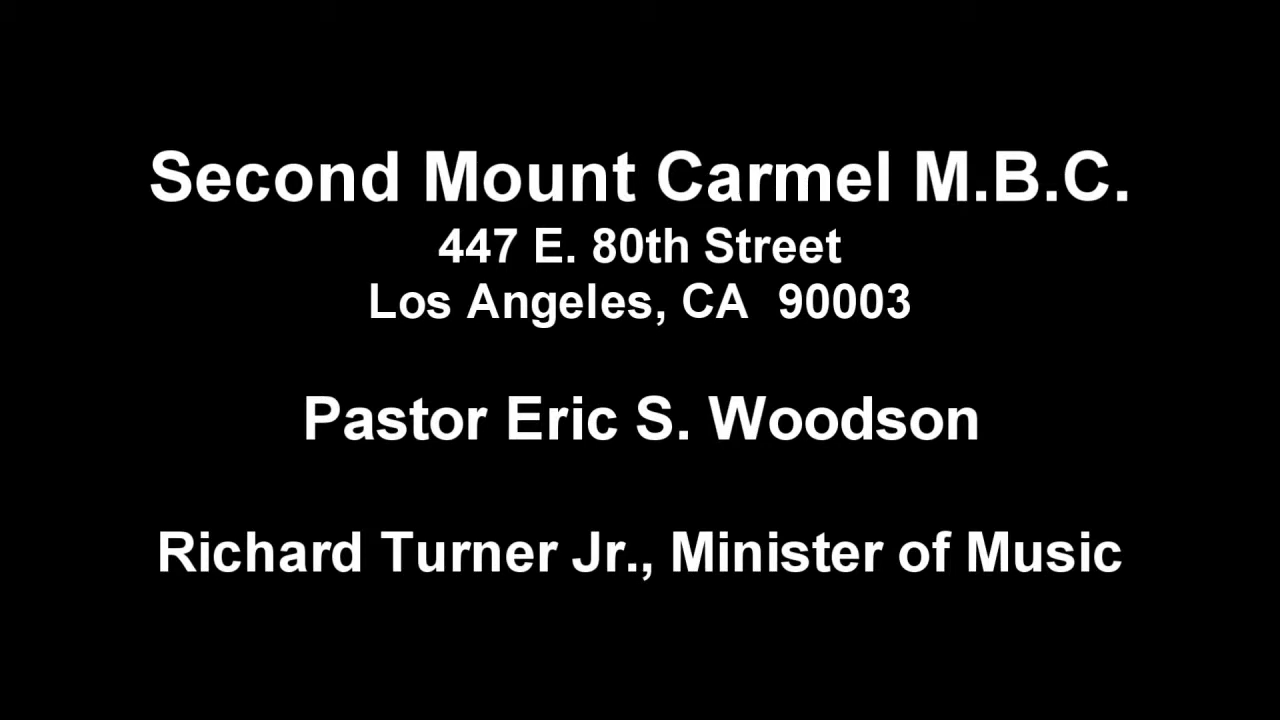 Second Mount Carmel M.B.C.
447 E. 80th Street
Los Angeles, CA  90003
Pastor Eric S. Woodson
Richard Turner Jr., Minister of Music